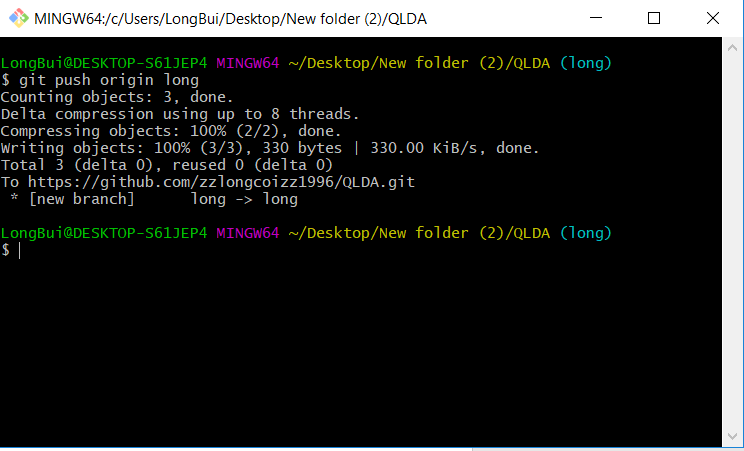 MINGW64:/c/Users/LongBui/Desktop/New folder (2)/QLDA
LongBui@DESKTOP-S61JEP4 MINGW64 ~/Desktop/New folder (2)/QLDA (long)
$ git push origin long
Counting objects: 3, done.
Delta compression using up to 8 threads.
Compressing objects: 100% (2/2), done.
Writing objects: 100% (3/3), 330 bytes | 330.00 KiB/s, done.
Total 3 (delta 0), reused 0 (delta 0)
To https://github.com/zzlongcoizz1996/QLDA.git
 * [new branch]      long -> long
LongBui@DESKTOP-S61JEP4 MINGW64 ~/Desktop/New folder (2)/QLDA (long)
$